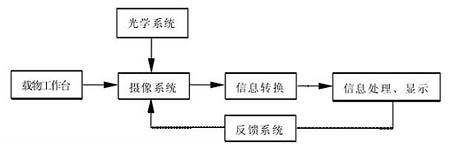 光学系统
载物工作台
摄像系统
信息转换
信息处理、显示
反馈系统